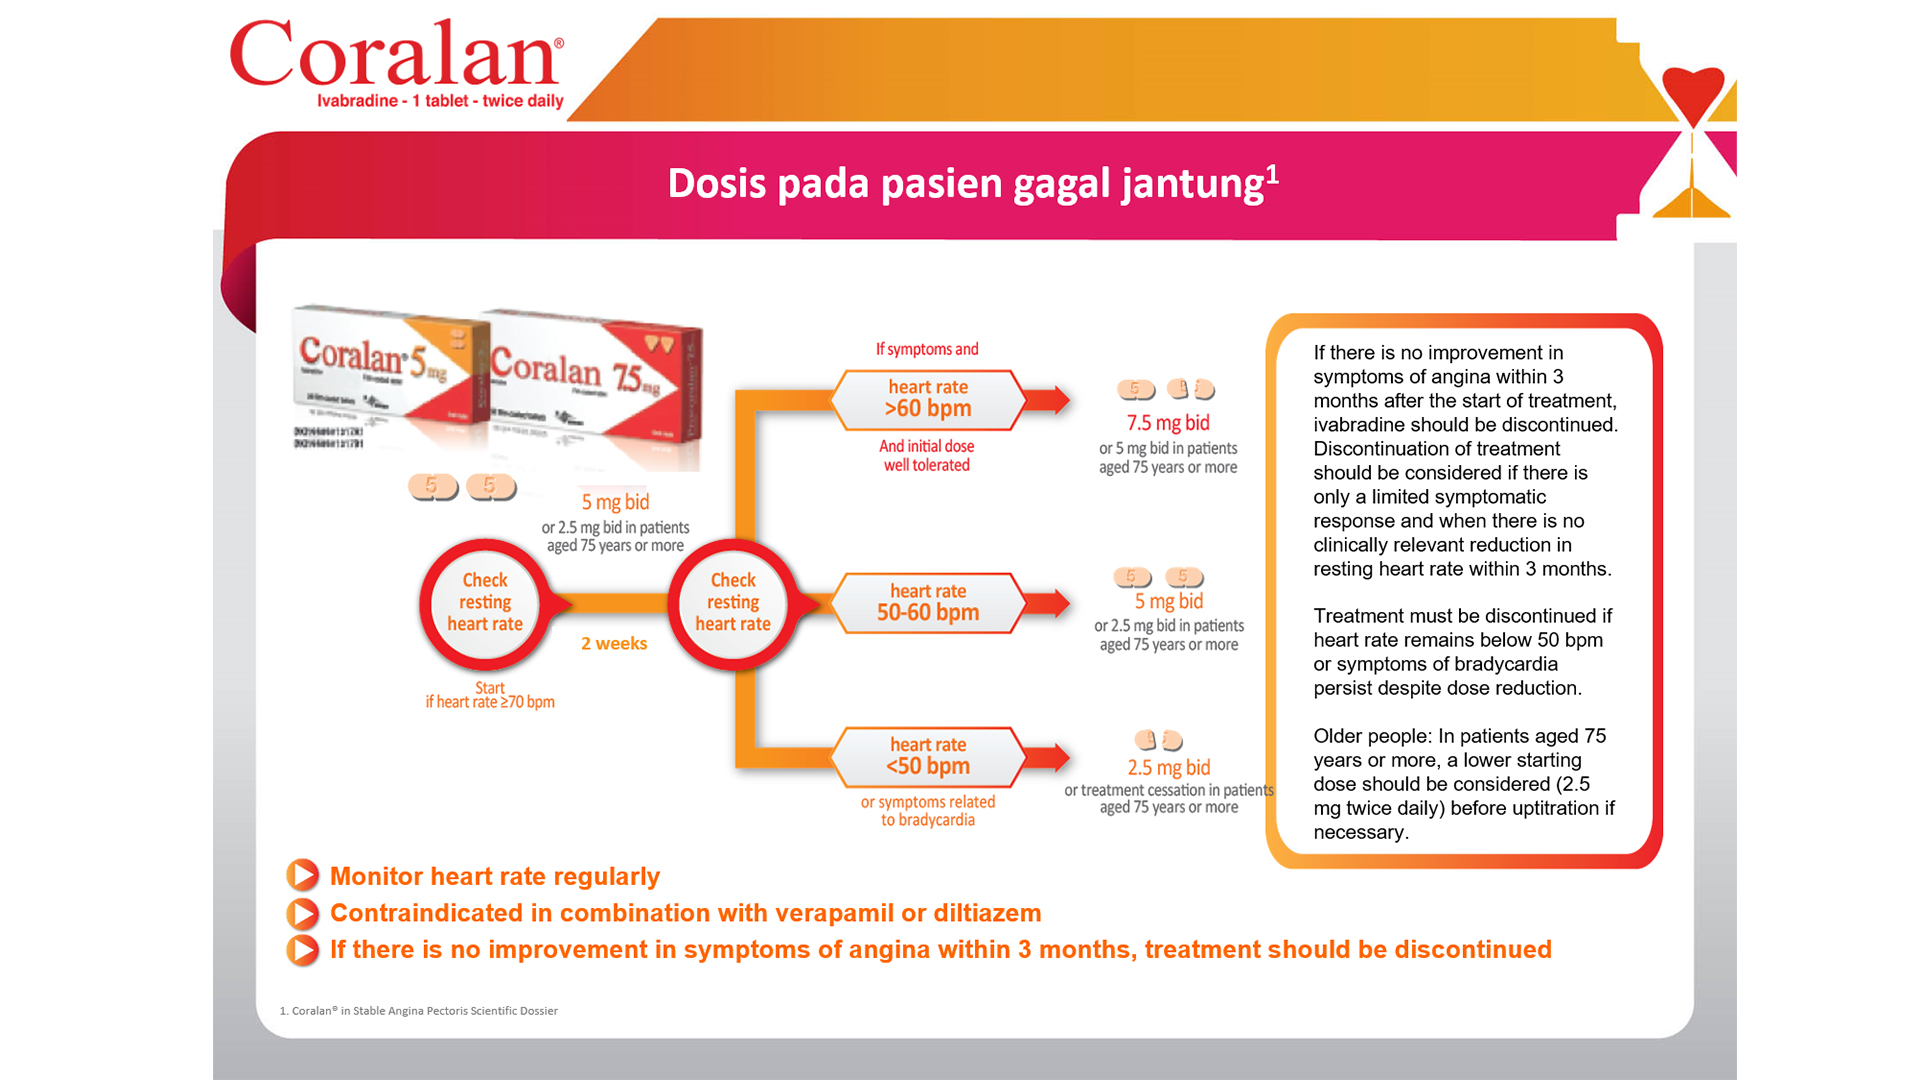 Coralan®
Ivabradine - 1 tablet - twice daily
Dosis pada pasien gagal jantung1
Coralan® 5 mg
Coralan 7.5 mg
5 5
5 mg bid
or 2.5 mg bid in patients
aged 75 years or more
Check
resting
heart rate
2 weeks
Start
if heart rate ≥70 bpm
Check
resting
heart rate
If symptoms and
heart rate
>60 bpm
And initial dose
well tolerated
5
7.5 mg bid
or 5 mg bid in patients
aged 75 years or more
heart rate
50-60 bpm
5 5
5 mg bid
or 2.5 mg bid in patients
aged 75 years or more
heart rate
<50 bpm
or symptoms related
to bradycardia
2.5 mg bid
or treatment cessation in patients
aged 75 years or more
If there is no improvement in
symptoms of angina within 3
months after the start of treatment,
ivabradine should be discontinued.
Discontinuation of treatment
should be considered if there is
only a limited symptomatic
response and when there is no
clinically relevant reduction in
resting heart rate within 3 months.
Treatment must be discontinued if
heart rate remains below 50 bpm
or symptoms of bradycardia
persist despite dose reduction.
Older people: In patients aged 75
years or more, a lower starting
dose should be considered (2.5
mg twice daily) before uptitration if
necessary.
Monitor heart rate regularly
Contraindicated in combination with verapamil or diltiazem
If there is no improvement in symptoms of angina within 3 months, treatment should be discontinued
1. Coralan® in Stable Angina Pectoris Scientific Dossier